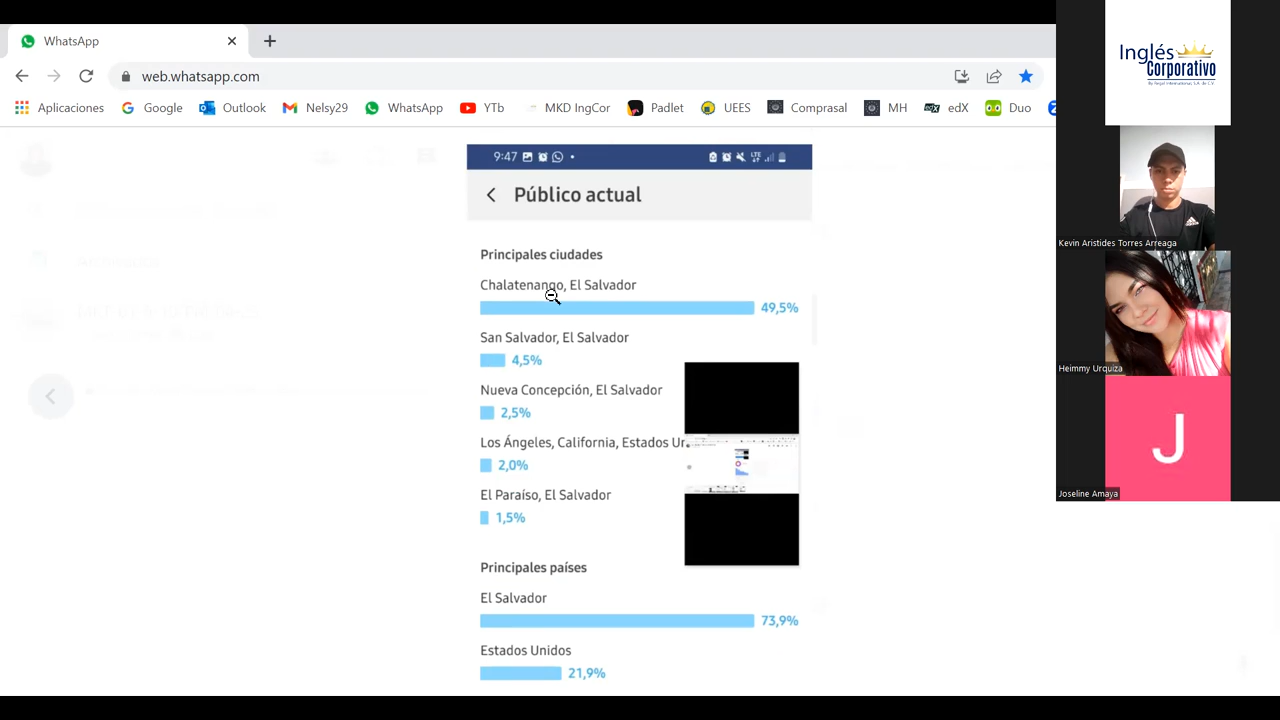 WhatsApp
web.whatsapp.com
Aplicaciones
Google
Outlook
Nelsy29
WhatsApp
YTb
MKD IngCor
Padlet
UEES
Comprasal
MH
edX
Duo
9:47
LTE
Público actual
Principales ciudades
Chalatenango, El Salvador
49,5%
San Salvador, El Salvador
4,5%
Nueva Concepción, El Salvador
2,5%
Los Ángeles, California, Estados Un
2,0%
El Paraíso, El Salvador
1,5%
Principales países
El Salvador
73,9%
Estados Unidos
21,9%
Inglés
Corporativo
Kevin Aristides Torres Arreaga
Heimmy Urquiza
J
Joseline Amaya